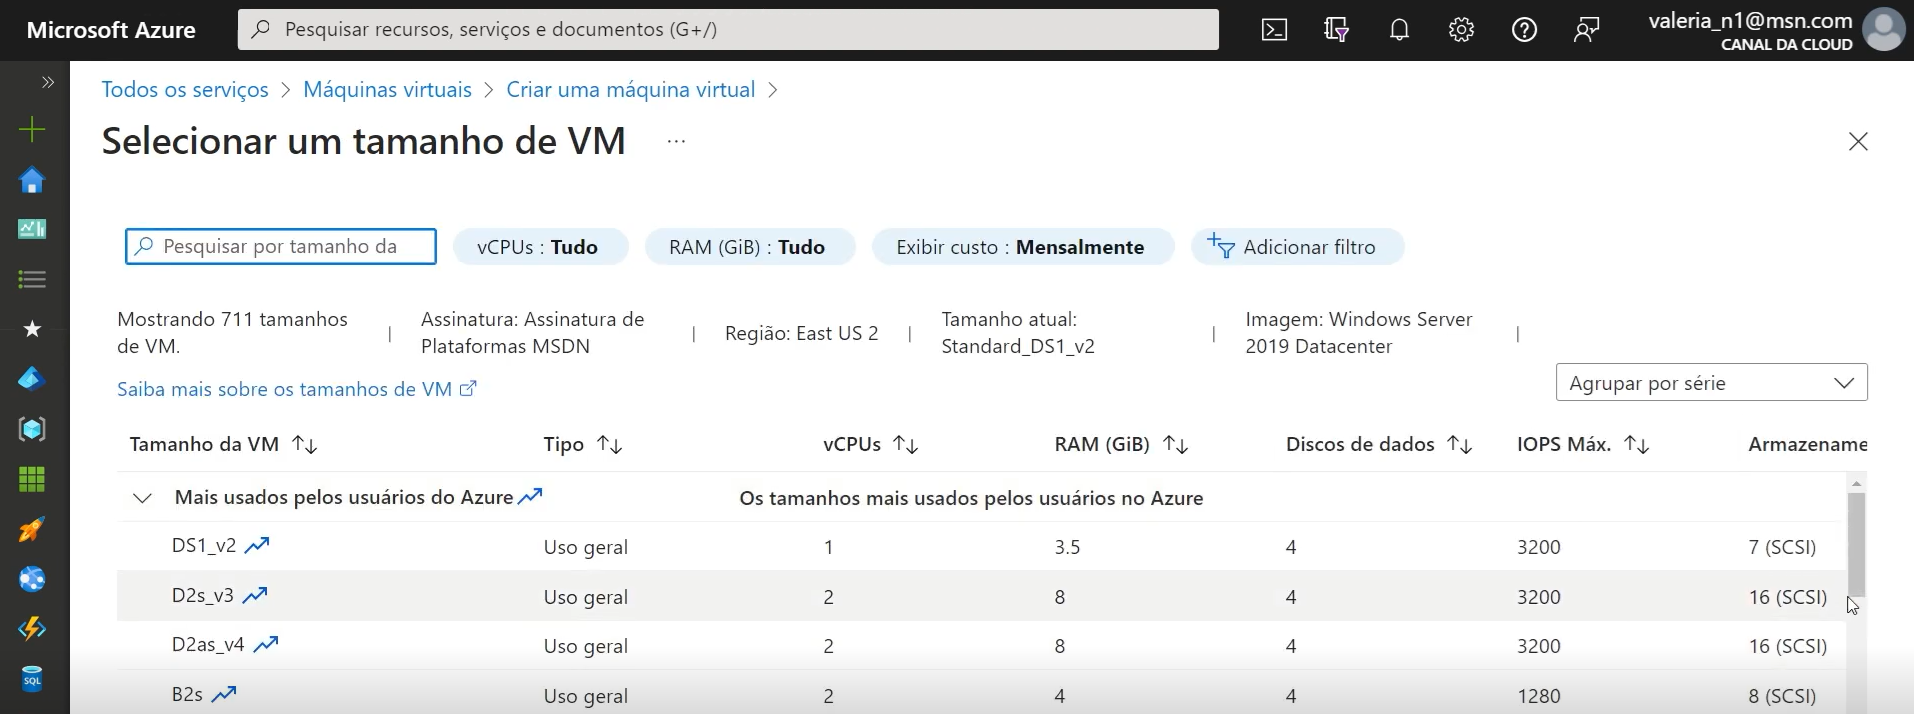 Microsoft Azure
Pesquisar recursos, serviços e documentos (G+/)
valeria_n1@msn.com
CANAL DA CLOUD
Todos os serviços > Máquinas virtuais > Criar uma máquina virtual >
Selecionar um tamanho de VM ...
Pesquisar por tamanho da
vCPUs : Tudo
RAM (GiB) : Tudo
Exibir custo : Mensalmente
Adicionar filtro
Mostrando 711 tamanhos
de VM.
Assinatura: Assinatura de
Plataformas MSDN
Região: East US 2
Tamanho atual:
Standard_DS1_v2
Imagem: Windows Server
2019 Datacenter
Saiba mais sobre os tamanhos de VM
Agrupar por série
Tamanho da VM Tipo vCPUs RAM (GiB) Discos de dados IOPS Máx. Armazename
Mais usados pelos usuários do Azure Os tamanhos mais usados pelos usuários no Azure
DS1_v2 Uso geral 1 3.5 4 3200 7 (SCSI)
D2s_v3 Uso geral 2 8 4 3200 16 (SCSI)
D2as_v4 Uso geral 2 8 4 3200 16 (SCSI)
B2s Uso geral 2 4 4 1280 8 (SCSI)
SQL